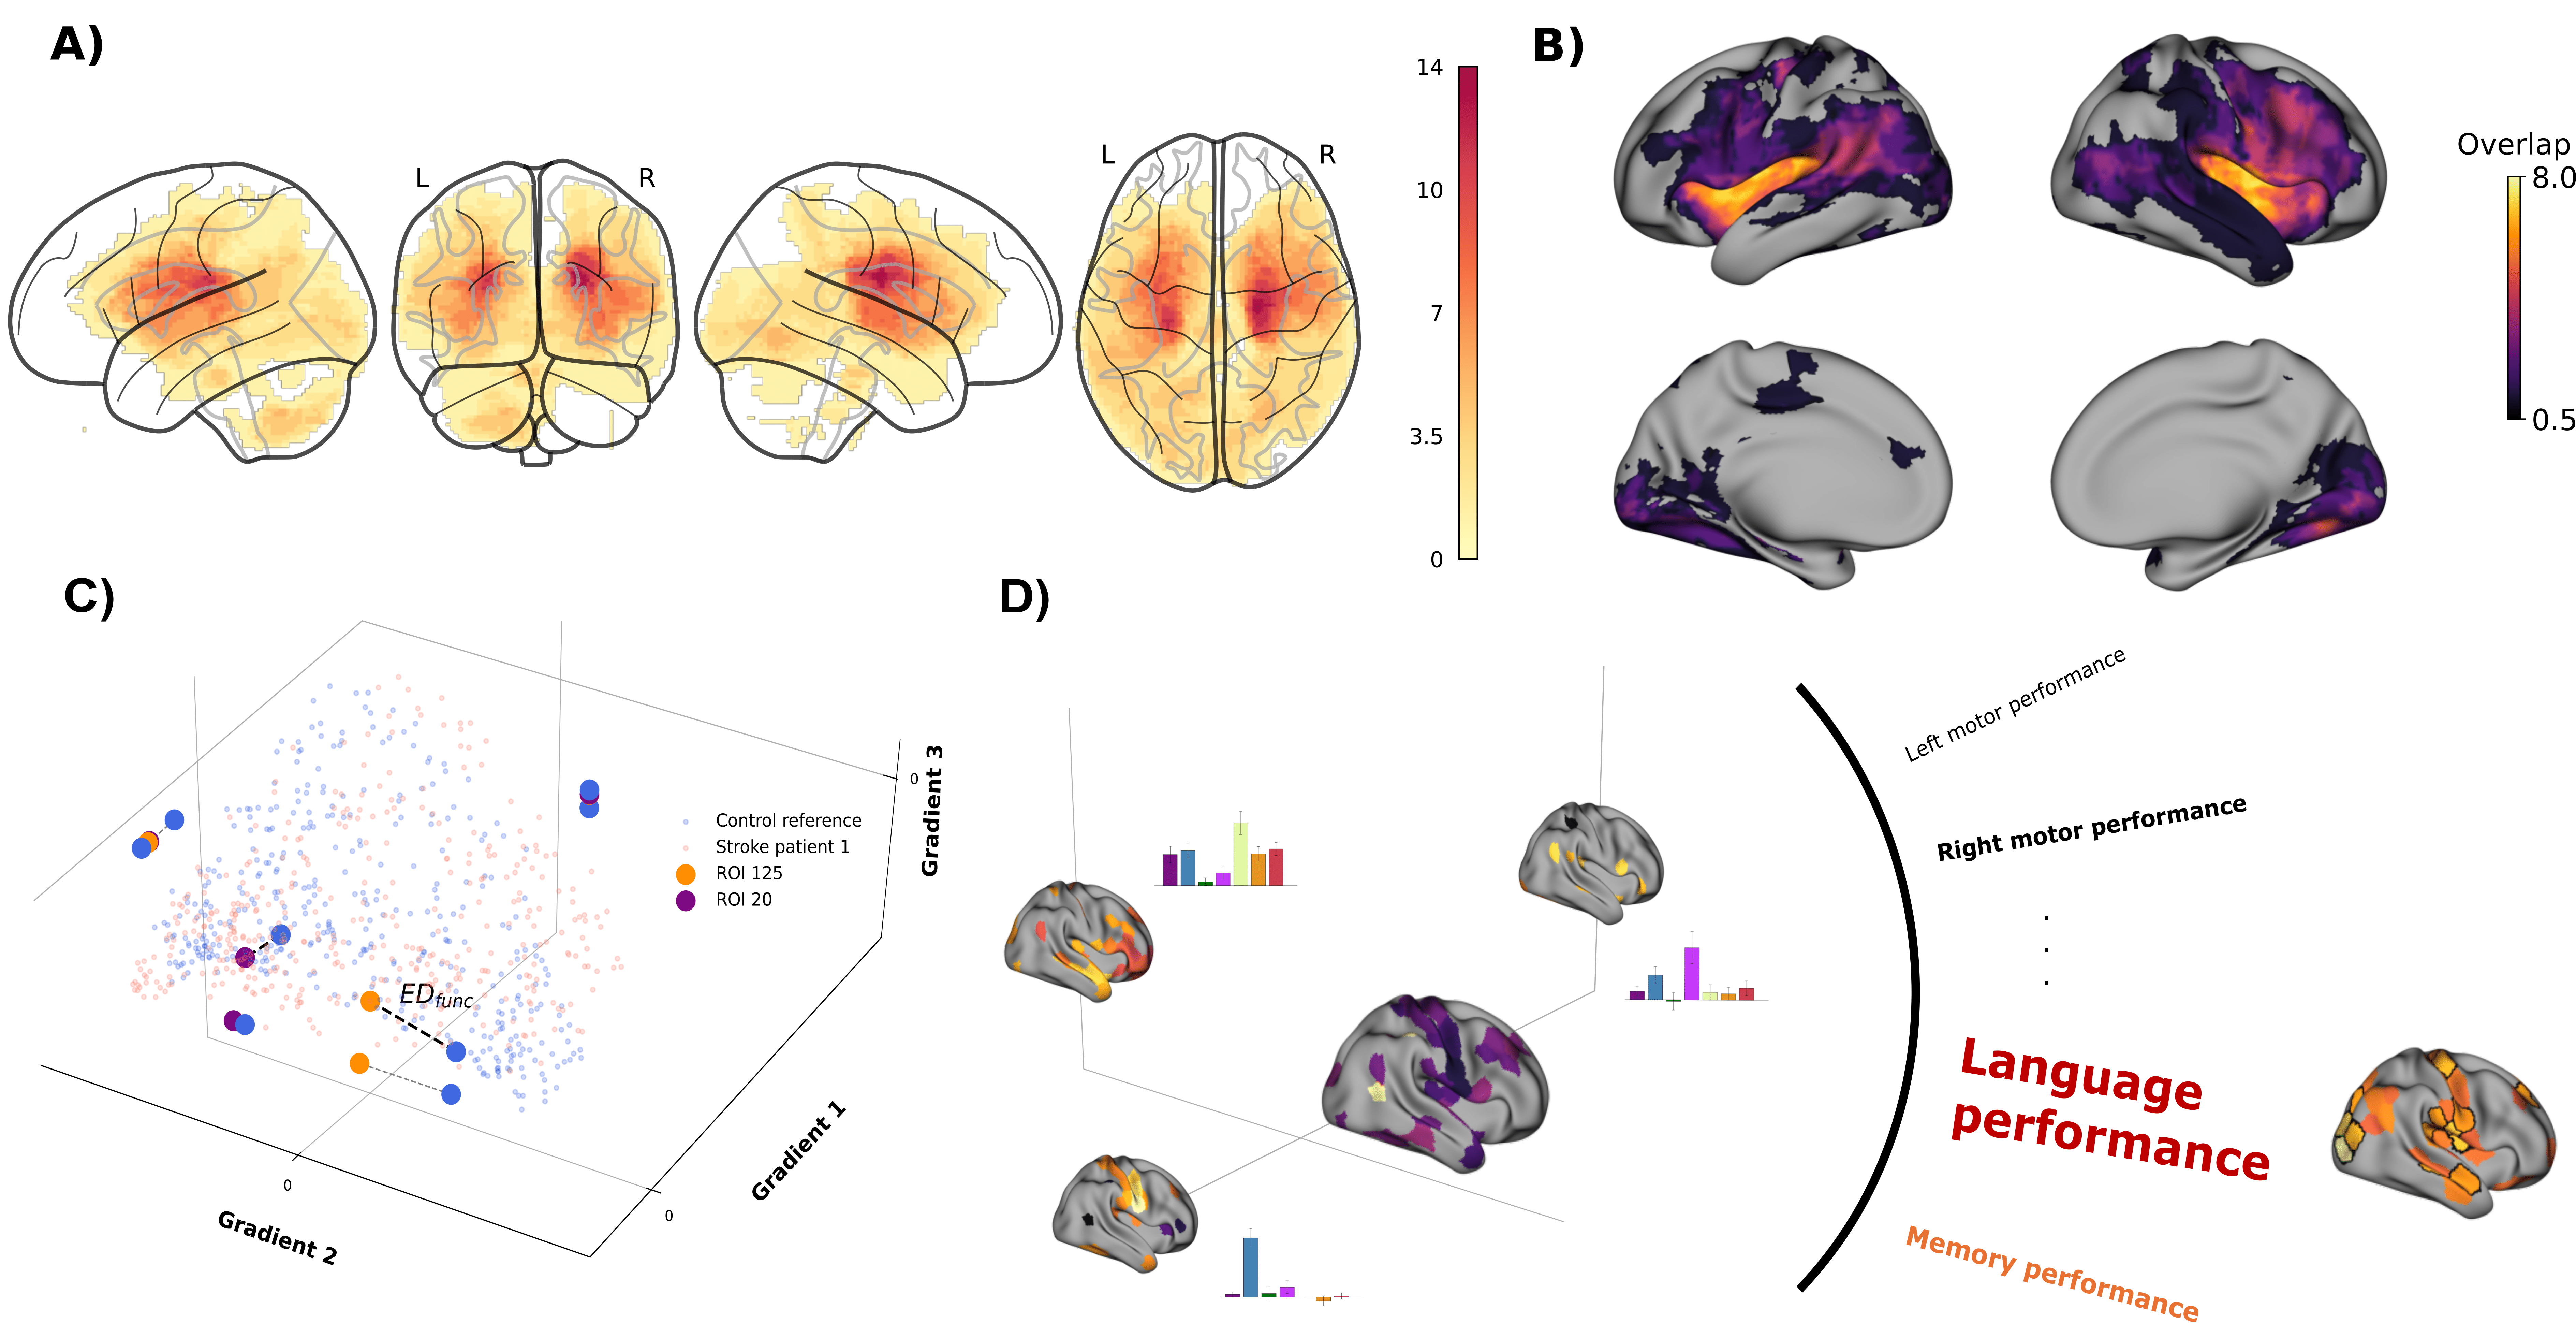 A)
L
R
L
R
14
10
7
3.5
0
B)
Overlap
8.0
0.5
C)
0
Gradient 3
Control reference
Stroke patient 1
ROI 125
ROI 20
EDfunc
0
Gradient 2
0
Gradient 1
D)
Left motor performance
Right motor performance
.
.
.
Language
performance
Memory performance